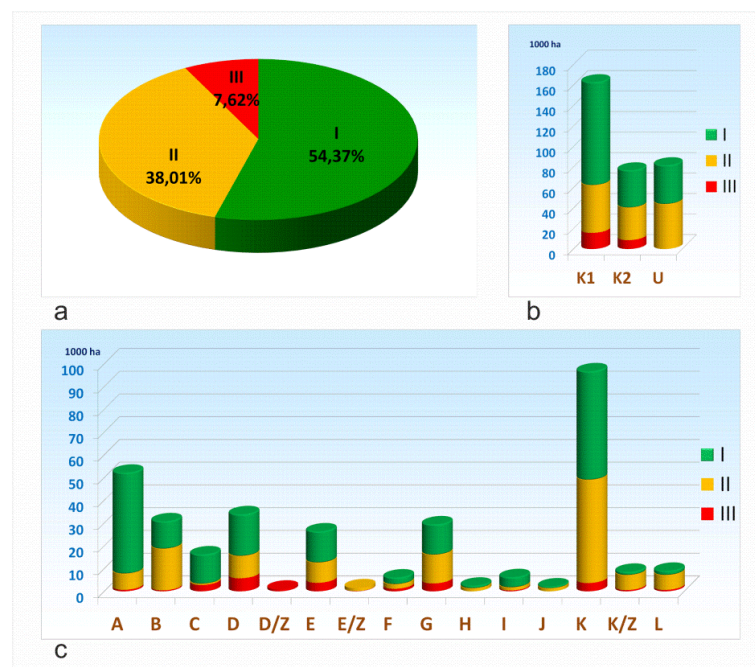 III
7,62%
I
54,37%
II
38,01%
a
1000 ha
180
160
140
120
100
80
60
40
20
0
K1 K2 U
I
II
III
b
1000 ha
100
90
80
70
60
50
40
30
20
10
0
A B C D D/Z E E/Z F G H I J K K/Z L
I
II
III
c